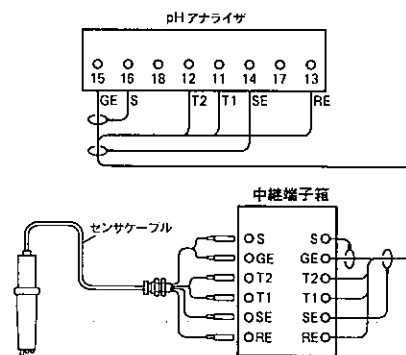 pHアナライザ
15 16 18 12 11 14 17 13
GE S T2 T1 SE RE
中継端子箱
センサケーブル
S S
GE GE
T2 T2
T1 T1
SE SE
RE RE